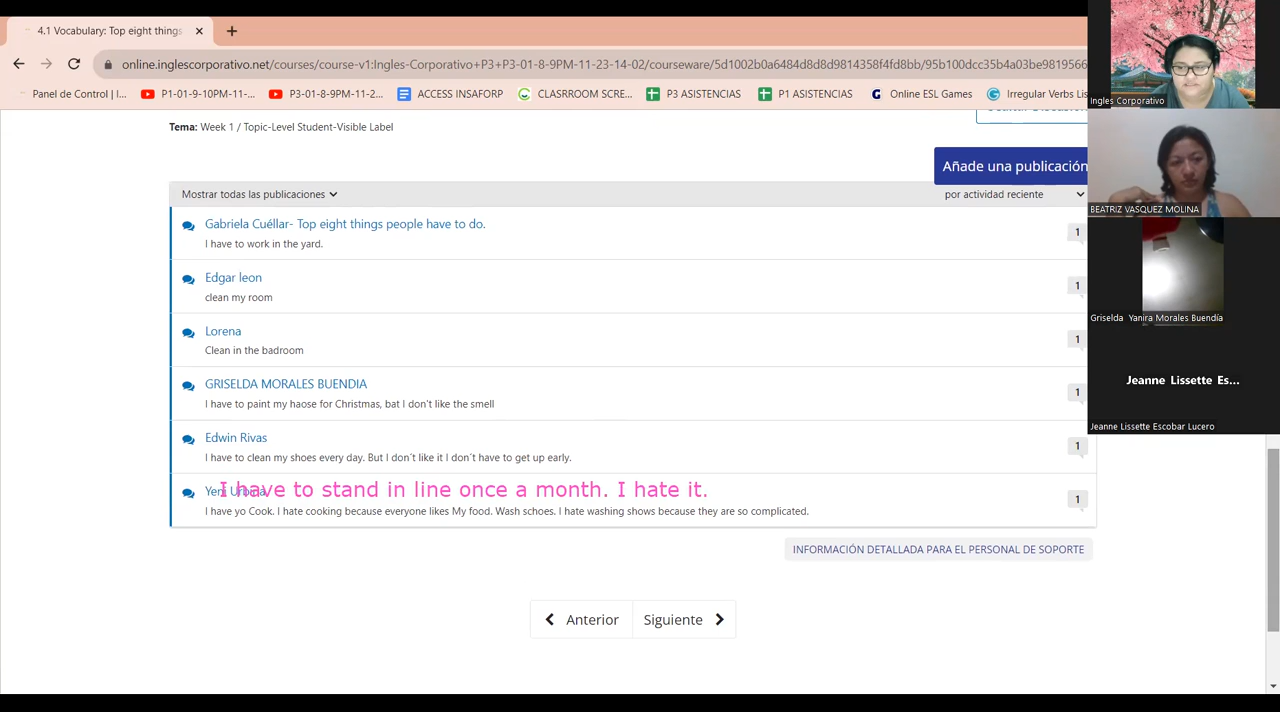 4.1 Vocabulary: Top eight things
online.inglescorporativo.net/courses/course-v1:Ingles-Corporativo+P3+P3-01-8-9PM-11-23-14-02/courseware/5d1002b0a6484d8d8d9814358f4fd8bb/95b100dcc35b4a03be9819566
Panel de Control | I... P1-01-9-10PM-11-... P3-01-8-9PM-11-2... ACCES INSAFORP CLASRROOM SCRE... P3 ASISTENCIAS P1 ASISTENCIAS Online ESL Games Irregular Verbs Lis
Ingles Corporativo
Tema: Week 1 / Topic-Level Student-Visible Label
Añade una publicación
Mostrar todas las publicaciones por actividad reciente
BEATRIZ VASQUEZ MOLINA
Gabriela Cuéllar- Top eight things people have to do. 1
I have to work in the yard.
Edgar leon 1
clean my room
Griselda Yanira Morales Buendía
Lorena 1
Clean in the badroom
Jeanne Lissette Es...
GRISELDA MORALES BUENDIA 1
I have to paint my haose for Christmas, bat I don't like the smell
Jeanne Lissette Escobar Lucero
Edwin Rivas 1
I have to clean my shoes every day. But I don´t like it I don´t have to get up early.
I have to stand in line once a month. I hate it.
1
I have yo Cook. I hate cooking because everyone likes My food. Wash schoes. I hate washing shows because they are so complicated.
INFORMACIÓN DETALLADA PARA EL PERSONAL DE SOPORTE
Anterior Siguiente